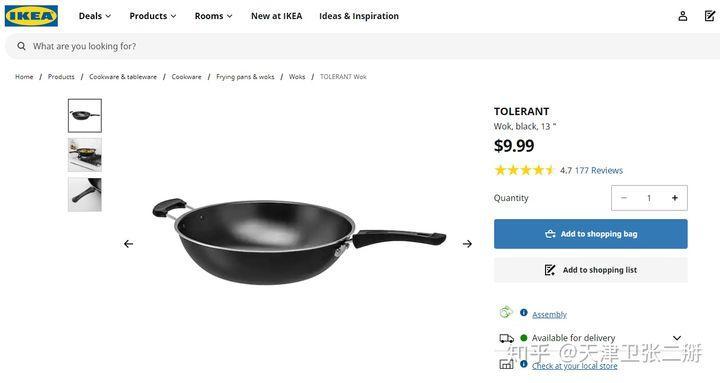 IKEA
Deals Products Rooms New at IKEA Ideas & Inspiration
What are you looking for?
Home / Products / Cookware & tableware / Cookware / Frying pans & woks / Woks / TOLERANT Wok
TOLERANT
Wok, black, 13 "
$9.99
4.7 177 Reviews
Quantity − 1 +
Add to shopping bag
Add to shopping list
Assembly
Available for delivery
知乎 @天津卫张二掰
Check at your local store